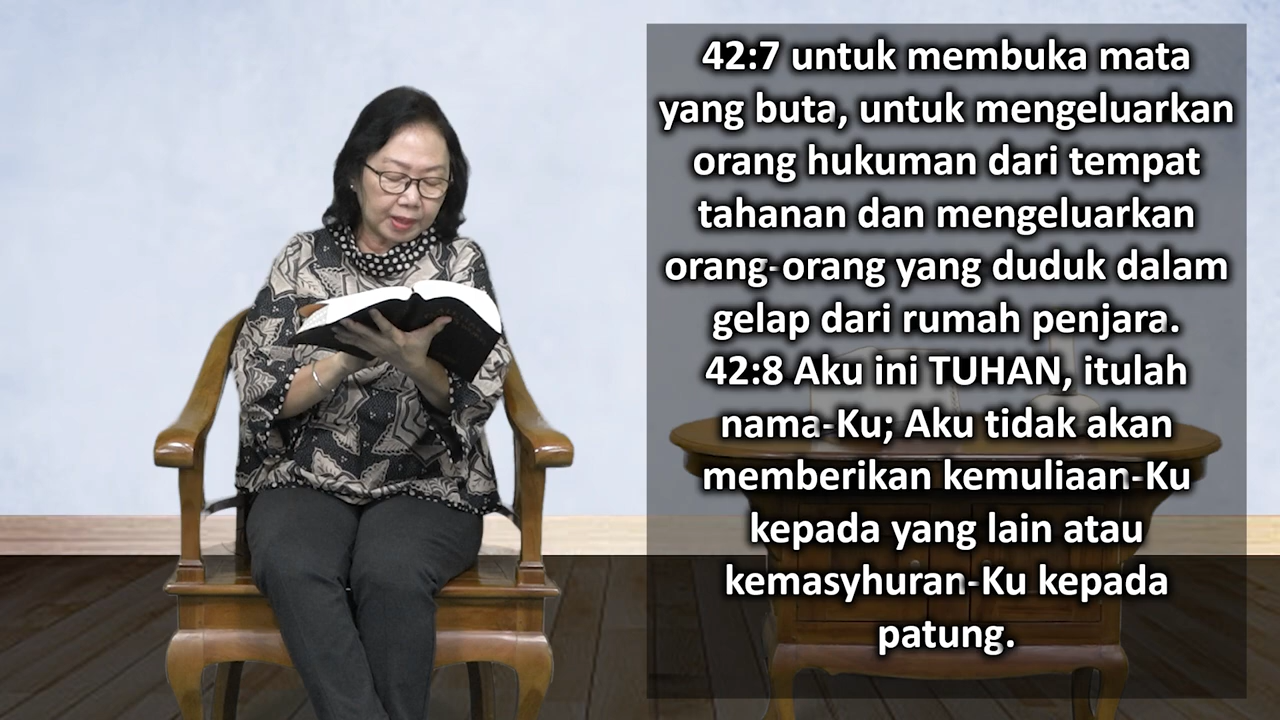 42:7 untuk membuka mata
yang buta, untuk mengeluarkan
orang hukuman dari tempat
tahanan dan mengeluarkan
orang-orang yang duduk dalam
gelap dari rumah penjara.
42:8 Aku ini TUHAN, itulah
nama-Ku; Aku tidak akan
memberikan kemuliaan-Ku
kepada yang lain atau
kemasyhuran-Ku kepada
patung.